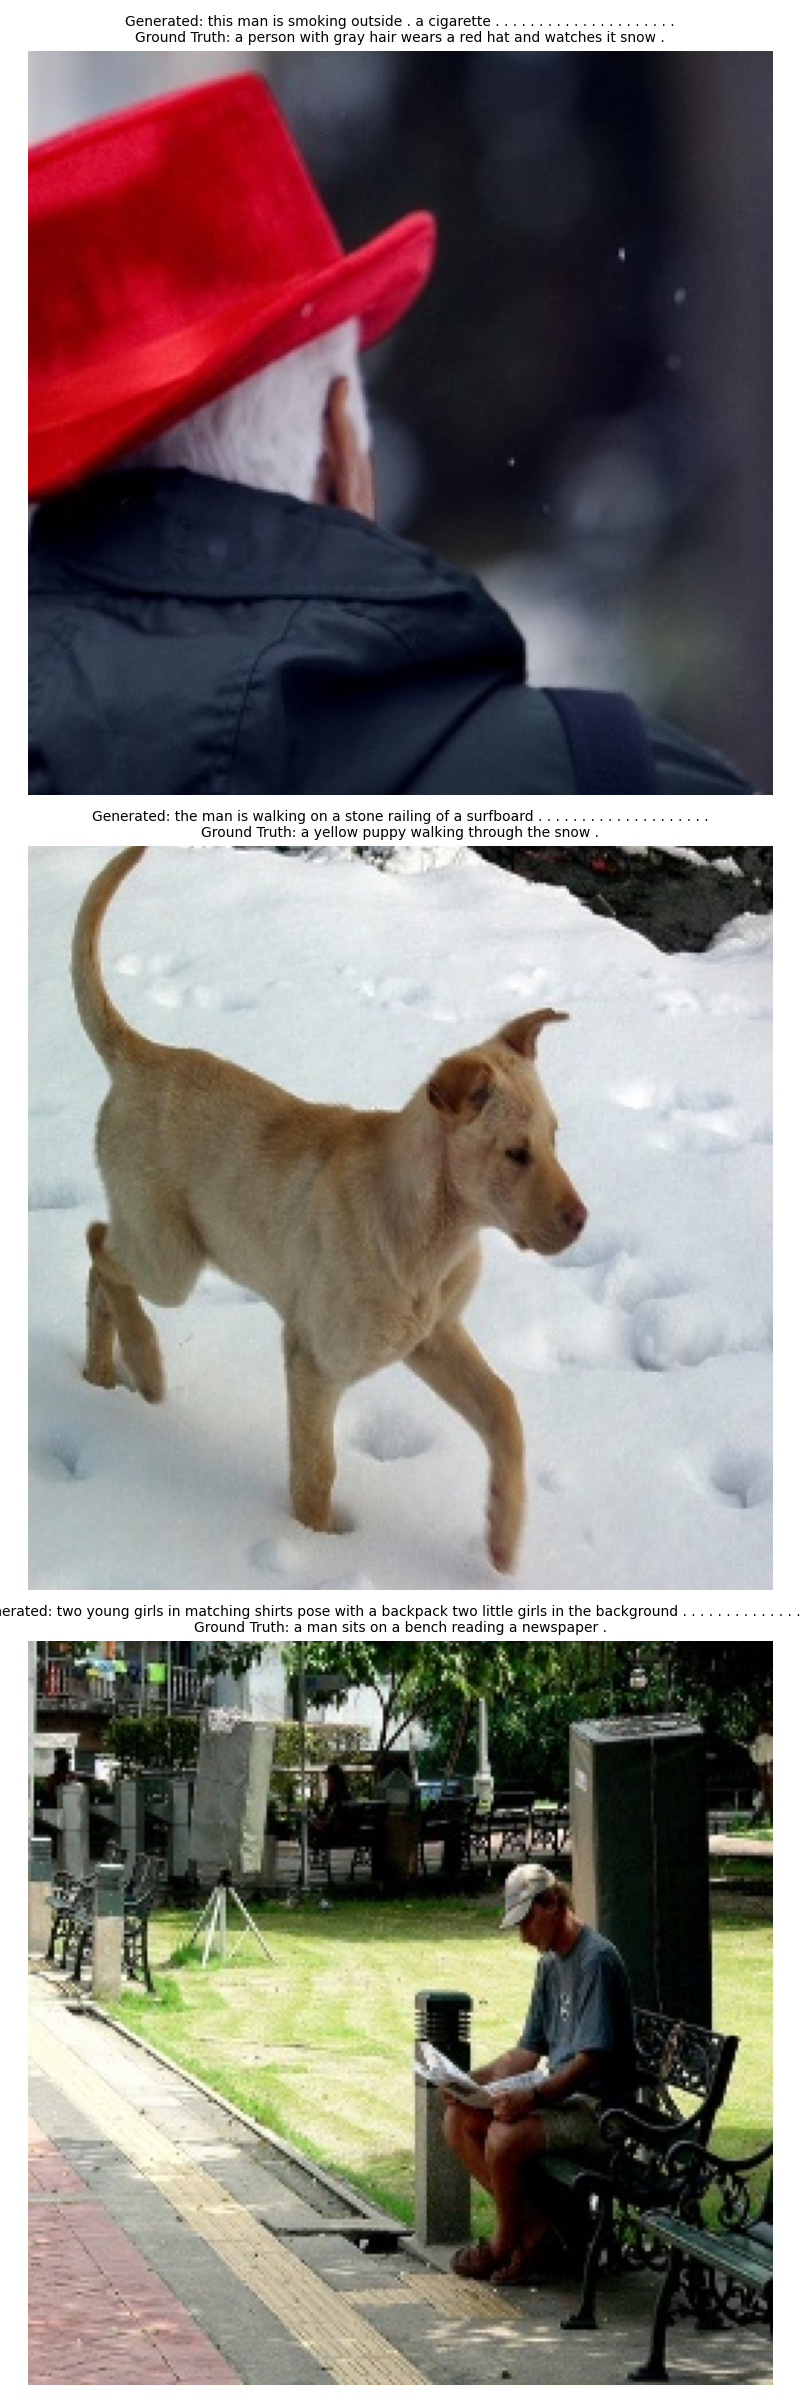 Generated: this man is smoking outside . a cigarette . . . . . . . . . . . . . . . . . . . . .
Ground Truth: a person with gray hair wears a red hat and watches it snow .
Generated: the man is walking on a stone railing of a surfboard . . . . . . . . . . . . . . . . . . . .
Ground Truth: a yellow puppy walking through the snow .
nerated: two young girls in matching shirts pose with a backpack two little girls in the background . . . . . . . . . . . . . .
Ground Truth: a man sits on a bench reading a newspaper .